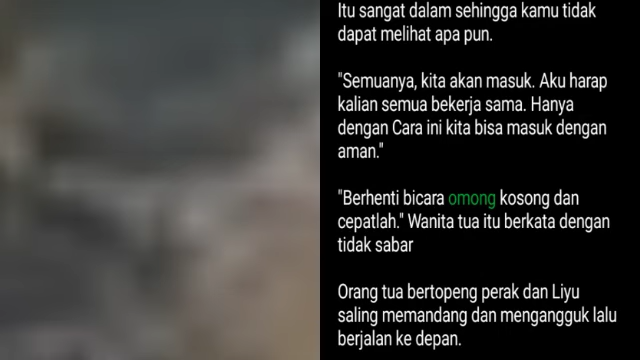 Itu sangat dalam sehingga kamu tidak
dapat melihat apa pun.
"Semuanya, kita akan masuk. Aku harap
kalian semua bekerja sama. Hanya
dengan Cara ini kita bisa masuk dengan
aman."
"Berhenti bicara omong kosong dan
cepatlah." Wanita tua itu berkata dengan
tidak sabar
Orang tua bertopeng perak dan Liyu
saling memandang dan mengangguk lalu
berjalan ke depan.